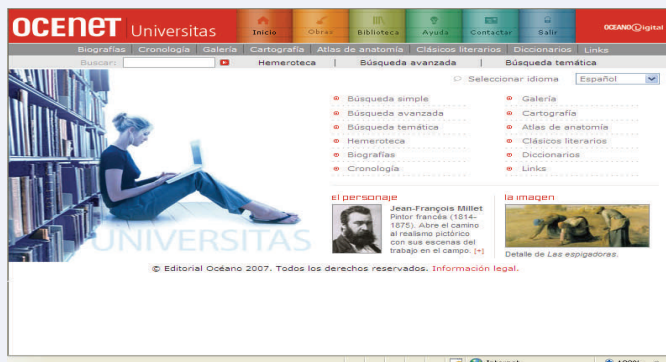 OCENET Universitas
Inicio Obras Biblioteca Ayuda Contactar Salir
OCEANO Digital
Biografías Cronología Galería Cartografía Atlas de anatomía Clásicos literarios Diccionarios Links
Buscar: Hemeroteca | Búsqueda avanzada | Búsqueda temática
Seleccionar idioma Español
Búsqueda simple
Búsqueda avanzada
Búsqueda temática
Hemeroteca
Biografías
Cronología
Galería
Cartografía
Atlas de anatomía
Clásicos literarios
Diccionarios
Links
UNIVERSITAS
el personaje
Jean-François Millet
Pintor francés (1814-
1875). Abre el camino
al realismo pictórico
con sus escenas del
trabajo en el campo. [+]
la imagen
Detalle de Las espigadoras.
© Editorial Océano 2007. Todos los derechos reservados. Información legal.